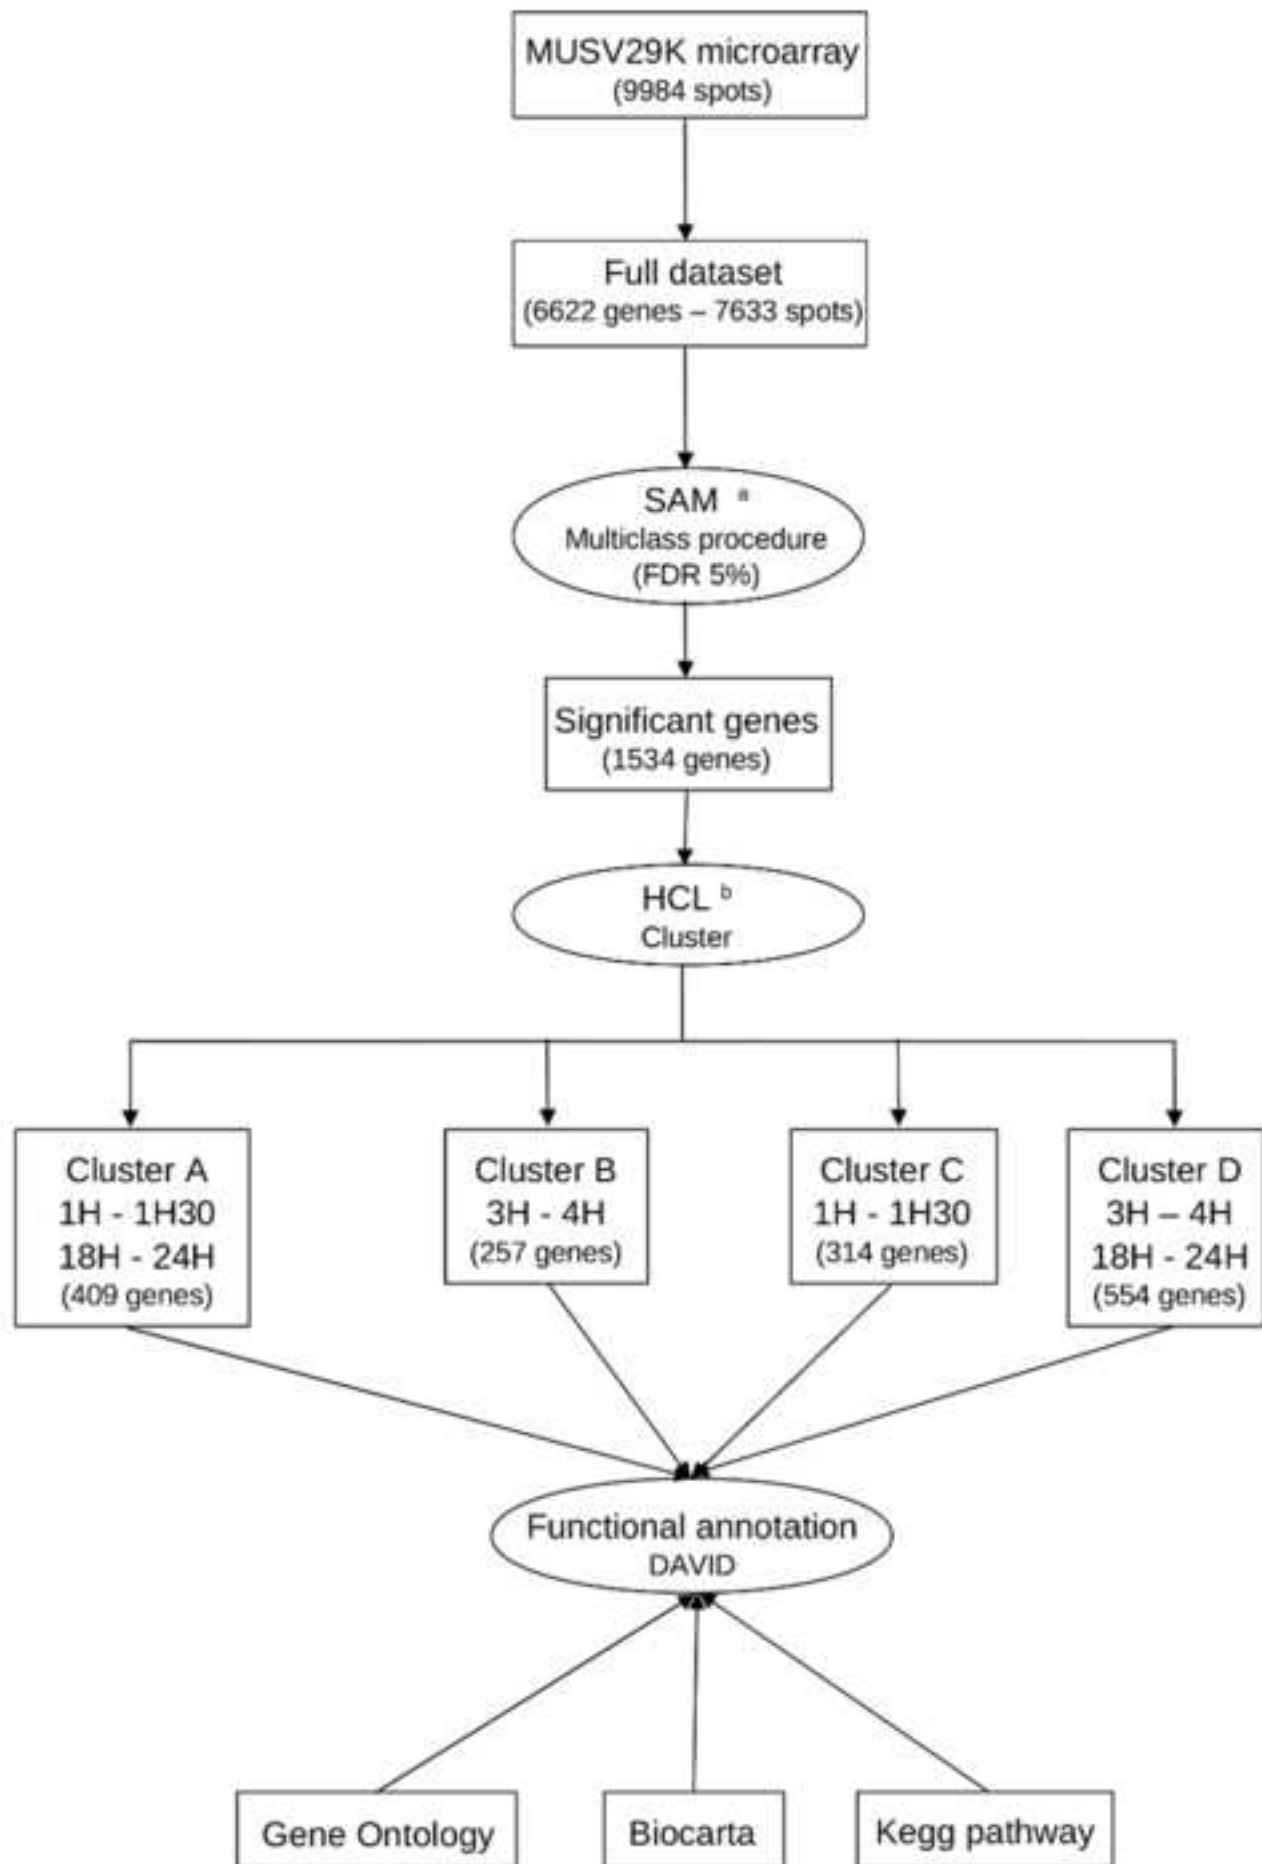 MUSV29K microarray
(9984 spots)
Full dataset
(6622 genes – 7633 spots)
SAM a
Multiclass procedure
(FDR 5%)
Significant genes
(1534 genes)
HCL b
Cluster
Cluster A
1H - 1H30
18H - 24H
(409 genes)
Cluster B
3H - 4H
(257 genes)
Cluster C
1H - 1H30
(314 genes)
Cluster D
3H – 4H
18H - 24H
(554 genes)
Functional annotation
DAVID
Gene Ontology
Biocarta
Kegg pathway